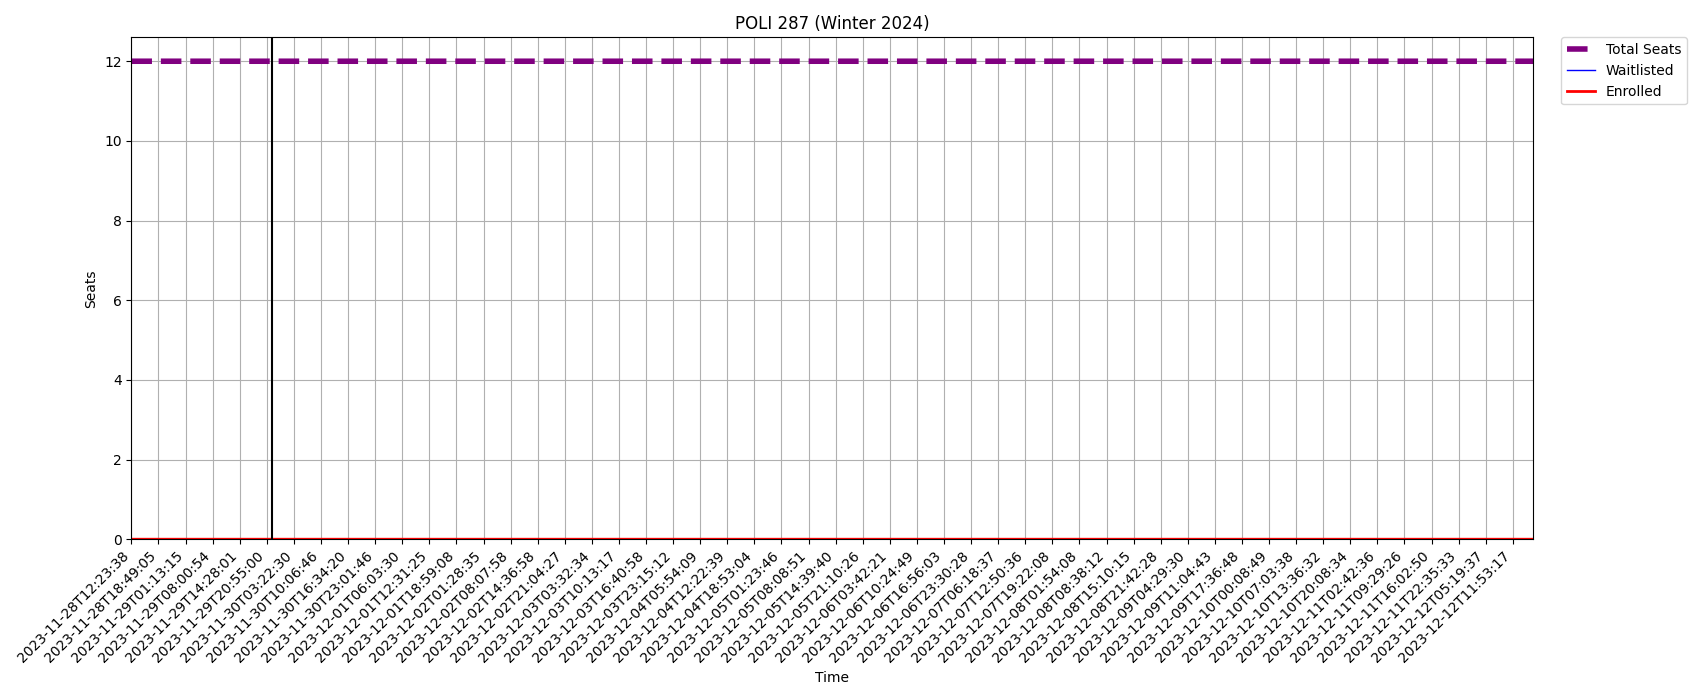 POLI 287 (Winter 2024)
Total Seats
Waitlisted
Enrolled
Seats
12
10
8
6
4
2
0
2023-11-28T12:23:38
2023-11-28T18:49:05
2023-11-29T01:13:15
2023-11-29T08:00:54
2023-11-29T14:28:01
2023-11-29T20:55:00
2023-11-30T03:22:30
2023-11-30T10:06:46
2023-11-30T16:34:20
2023-11-30T23:01:46
2023-12-01T06:03:30
2023-12-01T12:31:25
2023-12-01T18:59:08
2023-12-02T01:28:35
2023-12-02T08:07:58
2023-12-02T14:36:58
2023-12-02T21:04:27
2023-12-03T03:32:34
2023-12-03T10:13:17
2023-12-03T16:40:58
2023-12-03T23:15:12
2023-12-04T05:54:09
2023-12-04T12:22:39
2023-12-04T18:53:04
2023-12-05T01:23:46
2023-12-05T08:08:51
2023-12-05T14:39:40
2023-12-05T21:10:26
2023-12-06T03:42:21
2023-12-06T10:24:49
2023-12-06T16:56:03
2023-12-06T23:30:28
2023-12-07T06:18:37
2023-12-07T12:50:36
2023-12-07T19:22:08
2023-12-08T01:54:08
2023-12-08T08:38:12
2023-12-08T15:10:15
2023-12-08T21:42:28
2023-12-09T04:29:30
2023-12-09T11:04:43
2023-12-09T17:36:48
2023-12-10T00:08:49
2023-12-10T07:03:38
2023-12-10T13:36:32
2023-12-10T20:08:34
2023-12-11T02:42:36
2023-12-11T09:29:26
2023-12-11T16:02:50
2023-12-11T22:35:33
2023-12-12T05:19:37
2023-12-12T11:53:17
Time